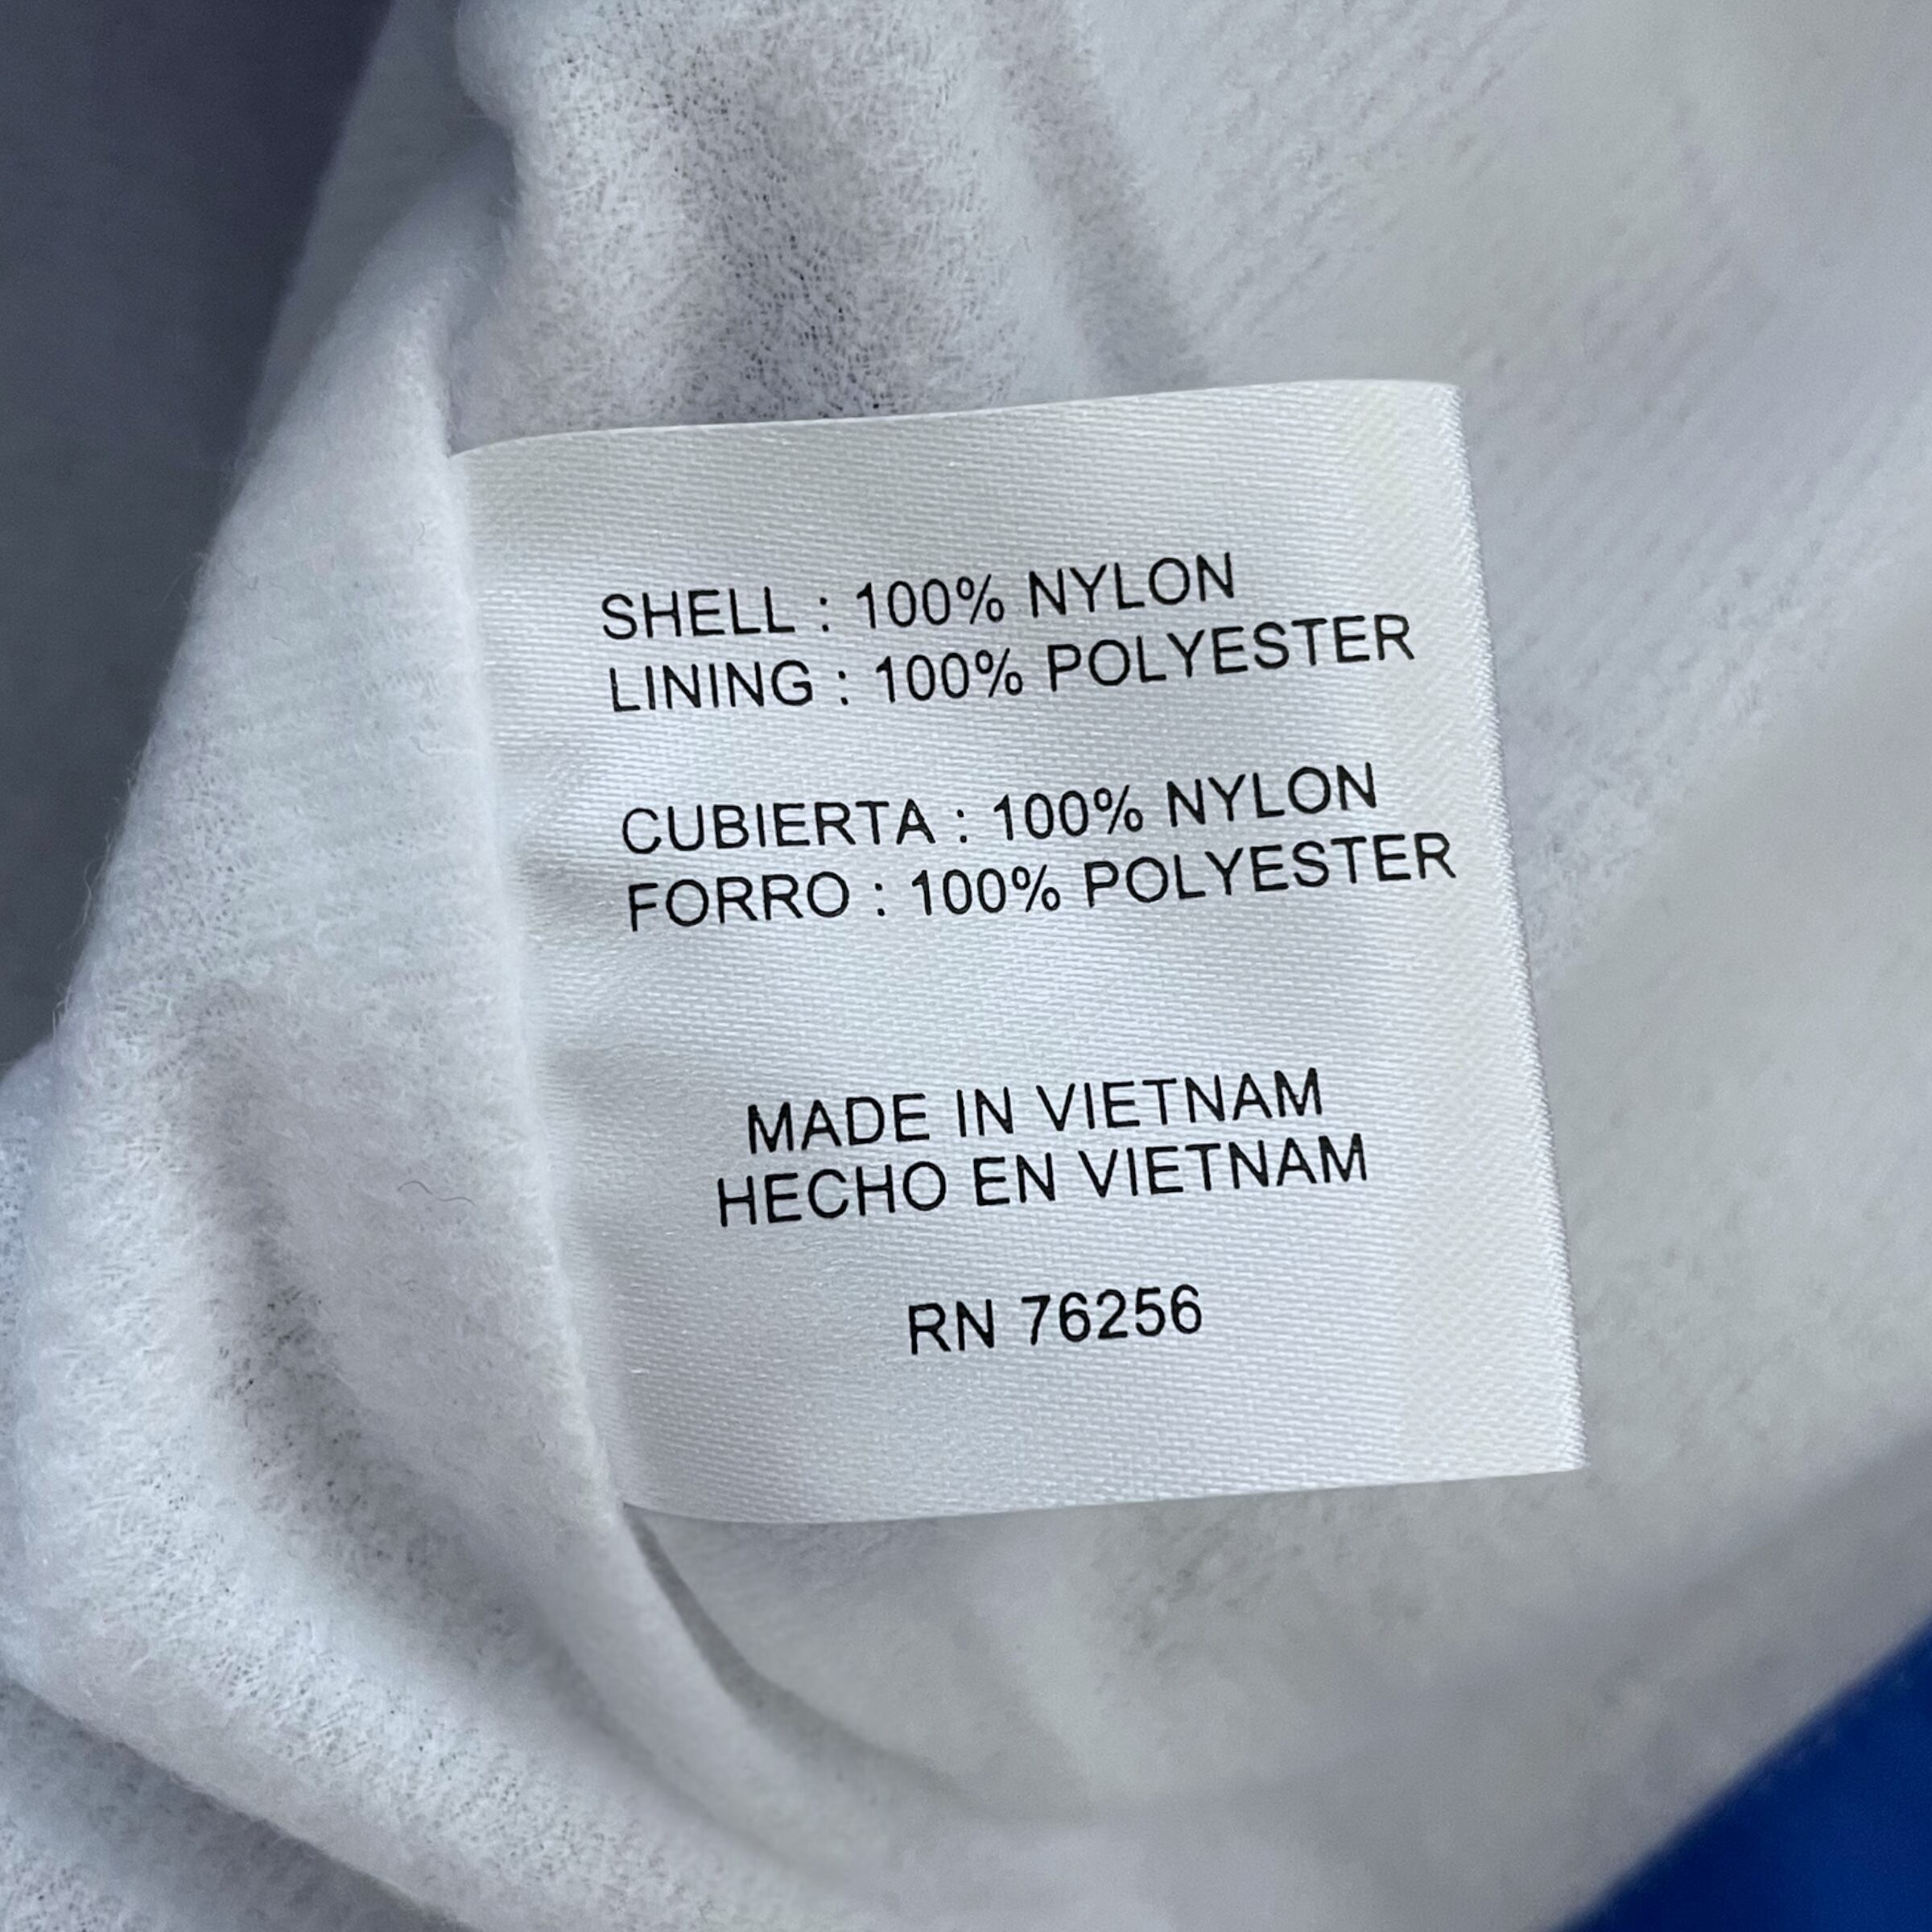 SHELL : 100% NYLON
LINING : 100% POLYESTER
CUBIERTA : 100% NYLON
FORRO : 100% POLYESTER
MADE IN VIETNAM
HECHO EN VIETNAM
RN 76256